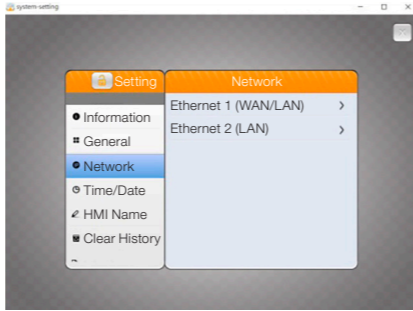 system-setting
Setting
Information
General
Network
Time/Date
HMI Name
Clear History
Network
Ethernet 1 (WAN/LAN)
Ethernet 2 (LAN)